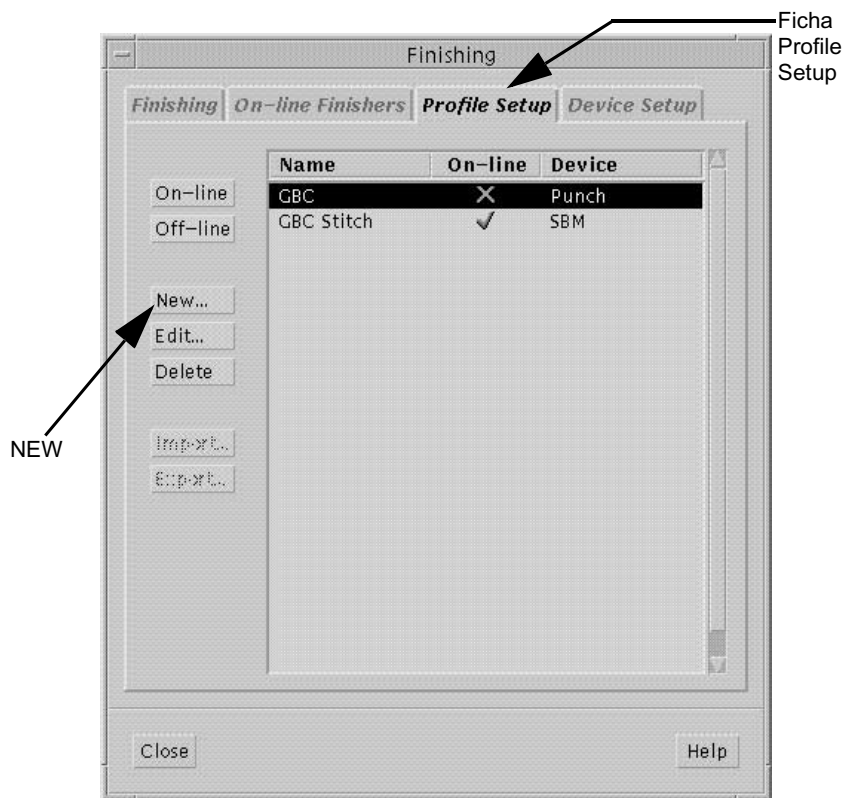 Ficha
Profile
Setup
Finishing
Finishing On-line Finishers Profile Setup Device Setup
Name On-line Device
On-line
GBC Punch
Off-line
GBC Stitch SBM
New...
Edit...
Delete
NEW
Import..
Export..
Close Help